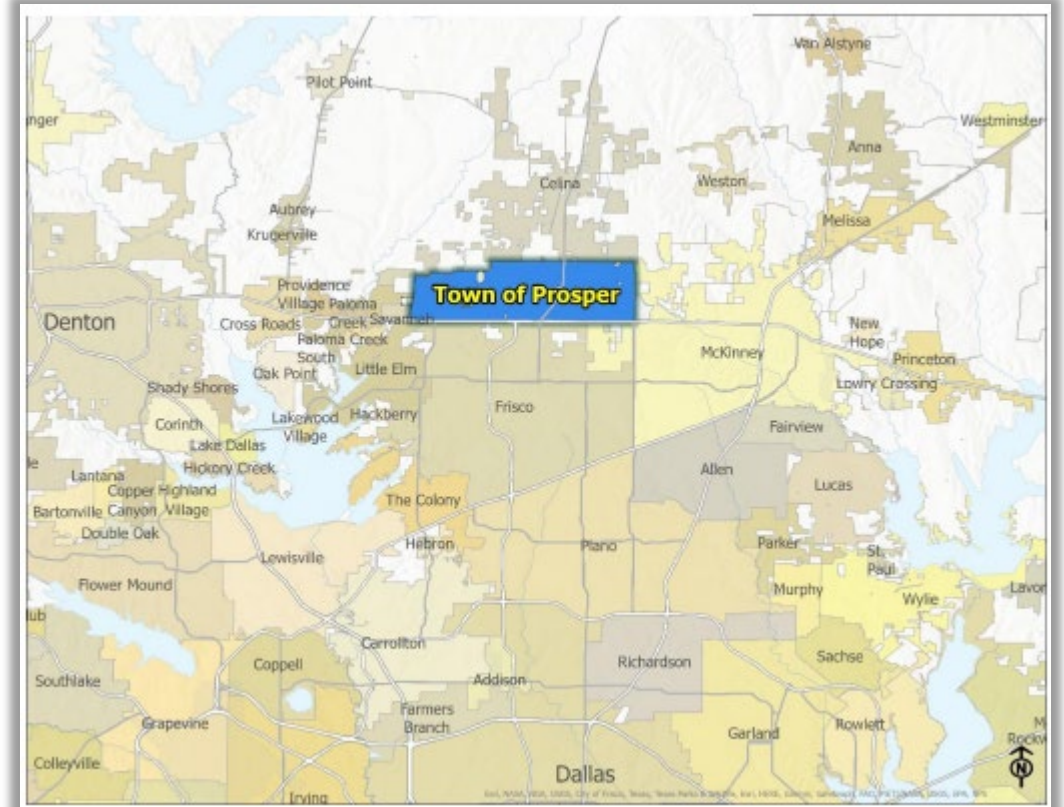 Van Alstyne
Pilot Point
Westminster
Anna
Celina
Weston
Aubrey
Melissa
Krugerville
Providence
Village
Paloma
Creek
Savannah
Town of Prosper
Denton
Cross Roads
Paloma Creek
South
New
Hope
McKinney
Princeton
Oak Point
Little Elm
Shady Shores
Lowry Crossing
Frisco
Lakewood
Village
Hackberry
Corinth
Fairview
Lake Dallas
Hickory Creek
Allen
Lantana
Lucas
Copper
Canyon
Highland
Village
The Colony
Bartonville
Double Oak
Hebron
Plano
Parker
St.
Paul
Lewisville
Flower Mound
Murphy
Wylie
Lavon
Carrollton
Richardson
Sachse
Coppell
Southlake
Addison
Farmers
Branch
Grapevine
Garland
Rowlett
Rockw
Colleyville
Dallas
Irving
N